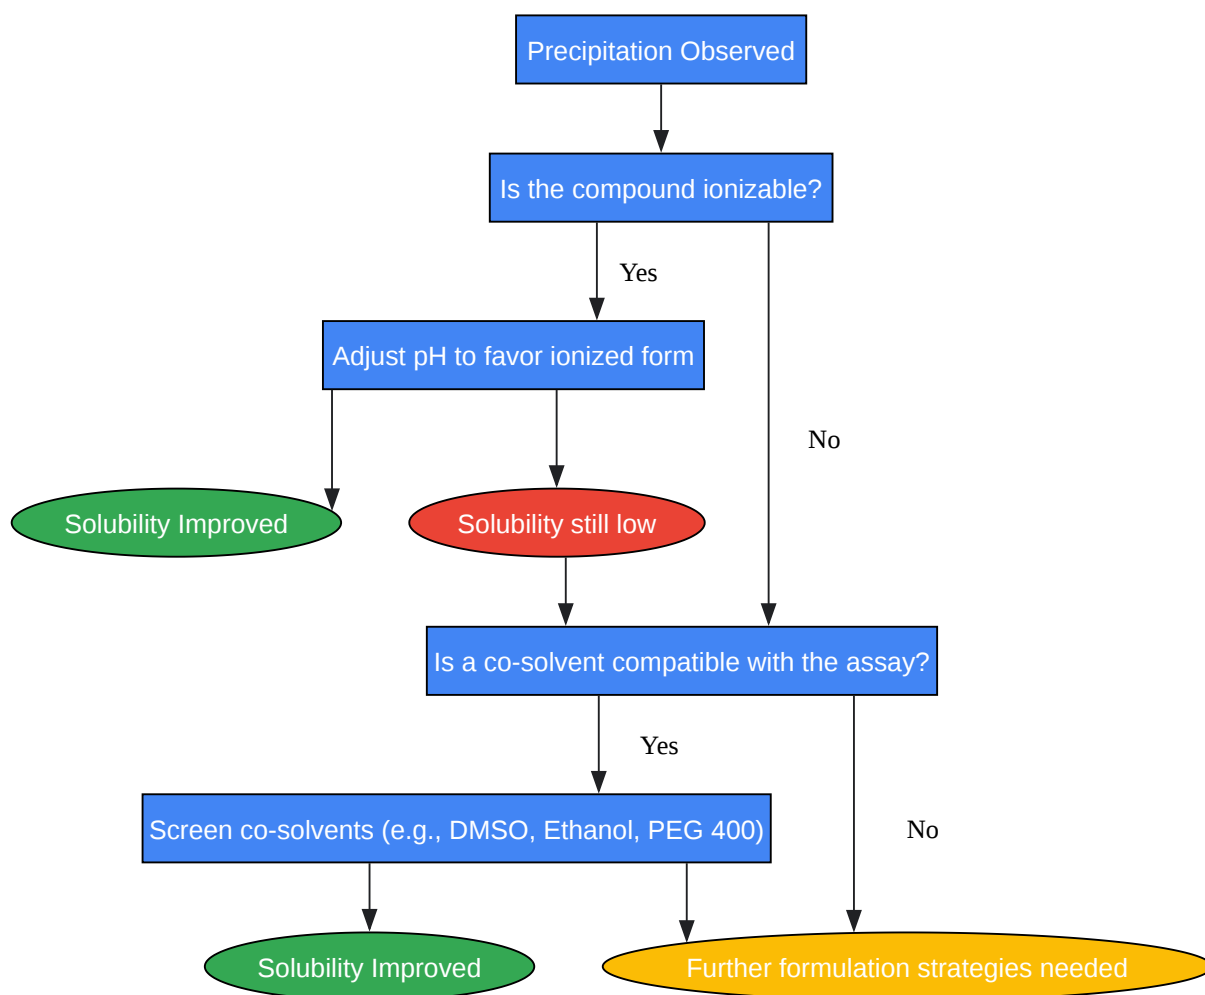 Precipitation Observed
Is the compound ionizable?
Yes
Adjust pH to favor ionized form
No
Solubility Improved
Solubility still low
Is a co-solvent compatible with the assay?
Yes
Screen co-solvents (e.g., DMSO, Ethanol, PEG 400)
No
Solubility Improved
Further formulation strategies needed